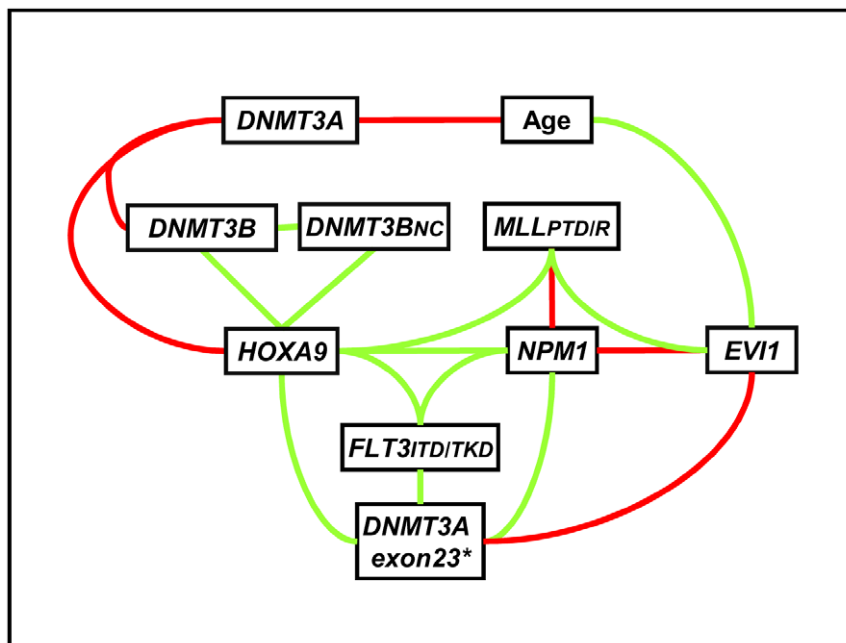 DNMT3A
Age
DNMT3B
DNMT3BNC
MLLPTD/R
HOXA9
NPM1
EVI1
FLT3ITD/TKD
DNMT3A
exon23*